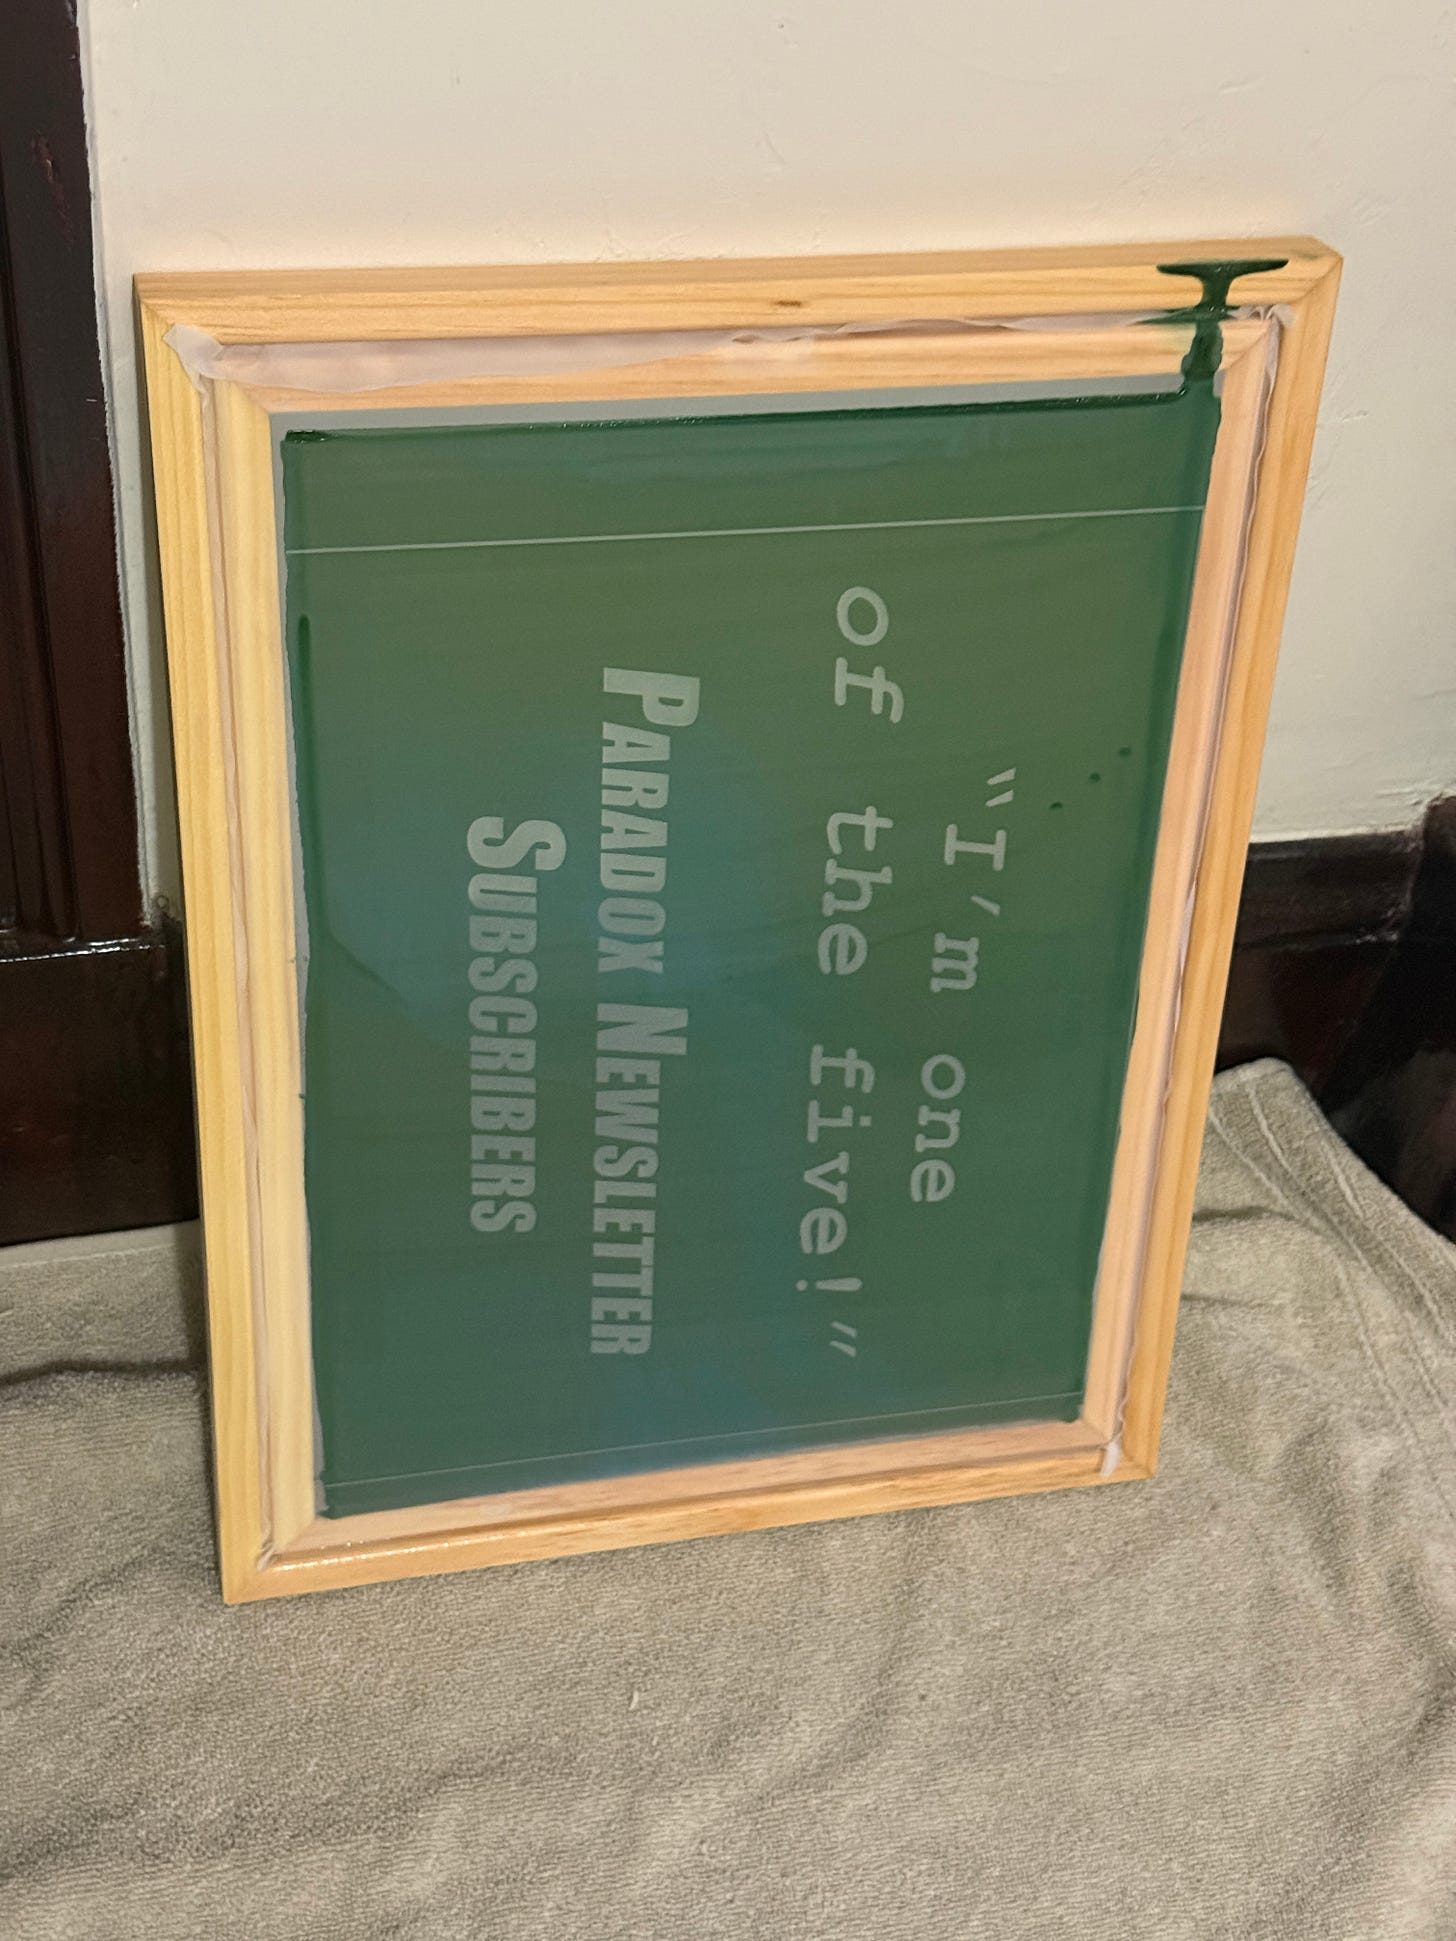 "I'm one
of the five!"
Paradox Newsletter
Subscribers